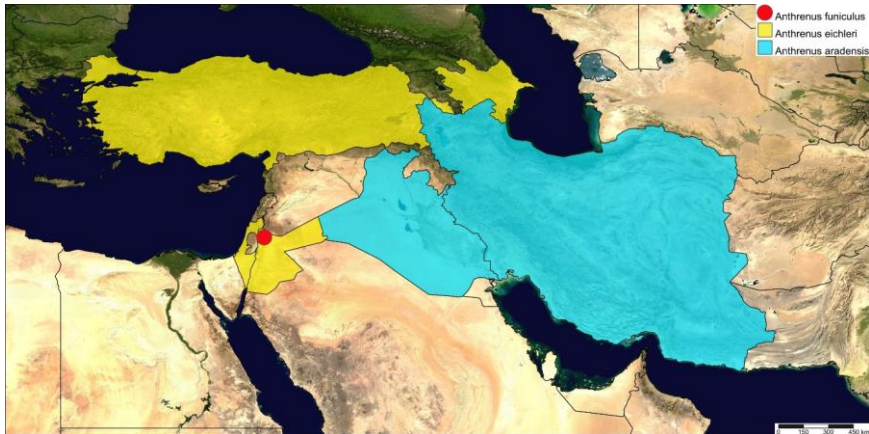 Anthrenus funiculus
Anthrenus eichleri
Anthrenus aradensis
0 150 300 450 km